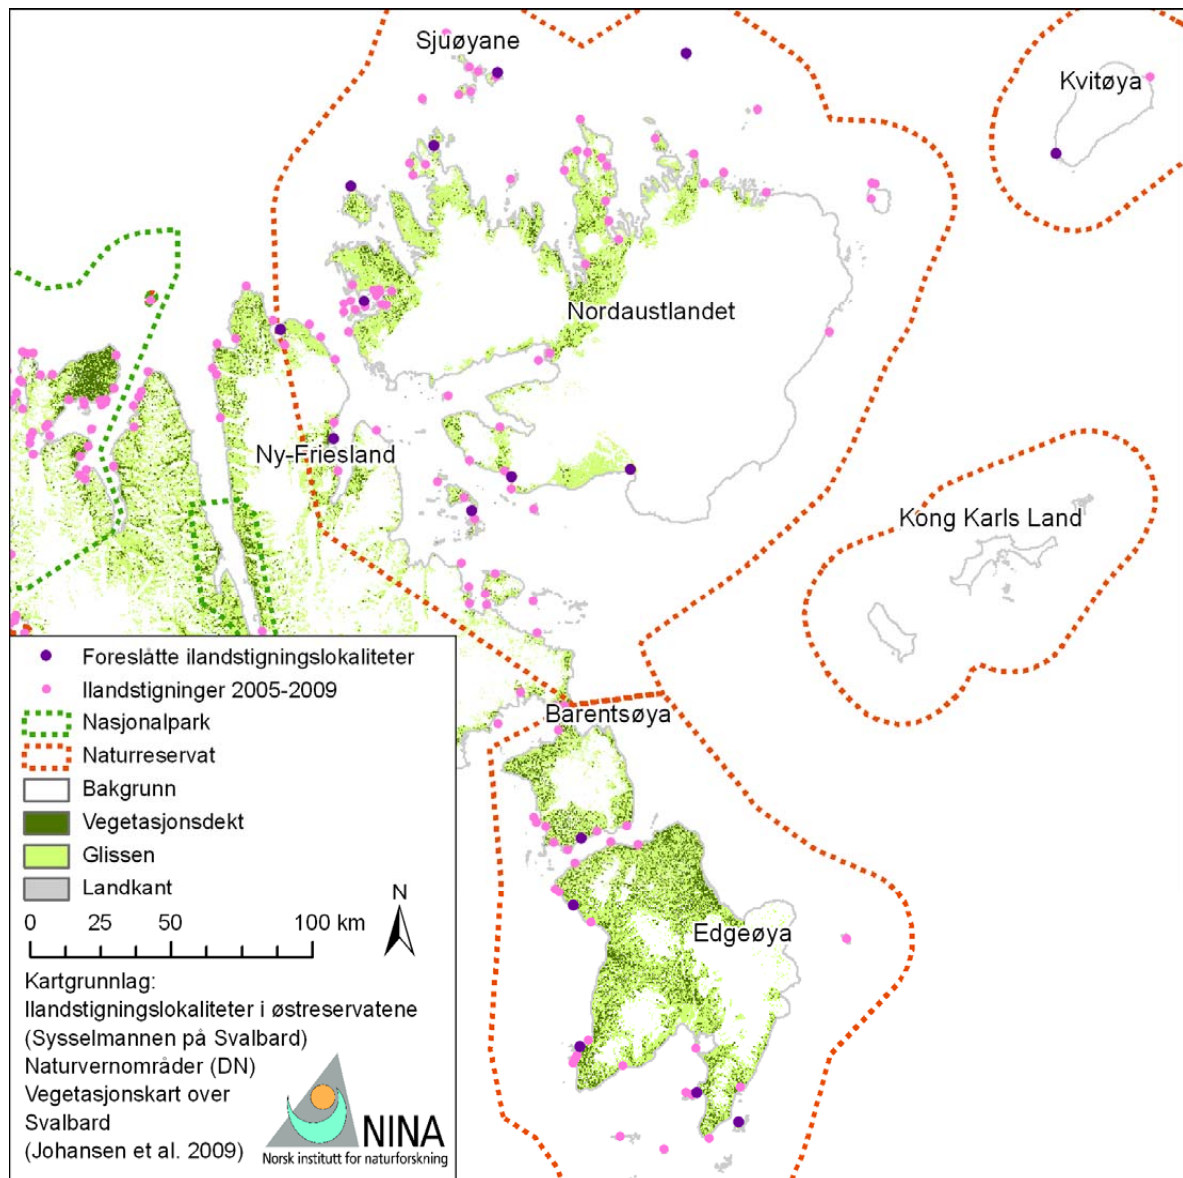 Sjuøyane
Kvitøya
Nordaustlandet
Ny-Friesland
Kong Karls Land
Barentsøya
Edgeøya
Foreslåtte ilandstigningslokaliteter
Ilandstigninger 2005-2009
Nasjonalpark
Naturreservat
Bakgrunn
Vegetasjonsdekt
Glissen
Landkant
0 25 50 100 km
N
Kartgrunnlag:
Ilandstigningslokaliteter i østreservatene
(Sysselmannen på Svalbard)
Naturvernområder (DN)
Vegetasjonskart over
Svalbard
(Johansen et al. 2009)
NINA
Norsk institutt for naturforskning